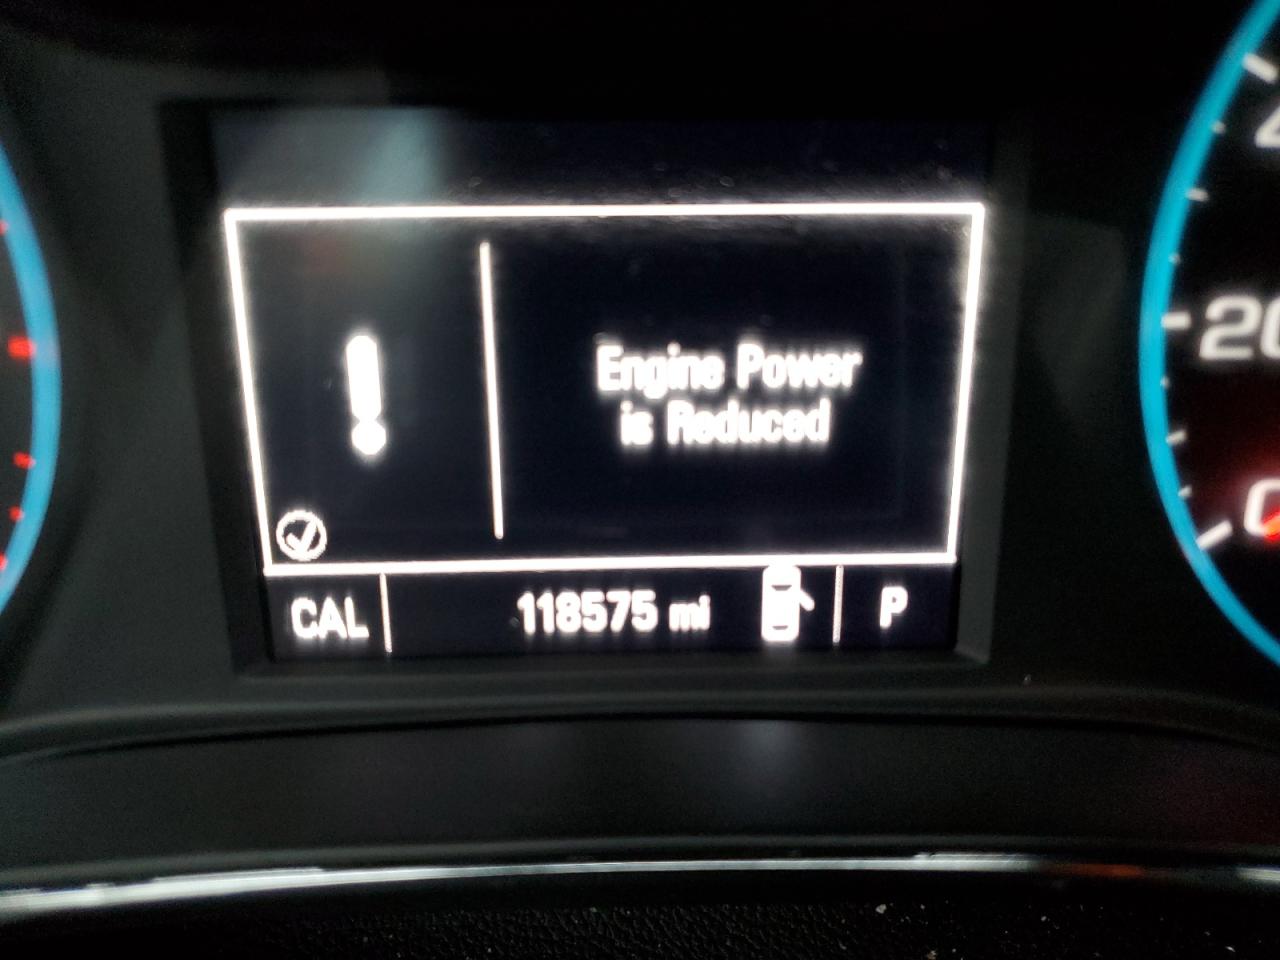 Engine Power
is Reduced
CAL
118575 mi
P
20